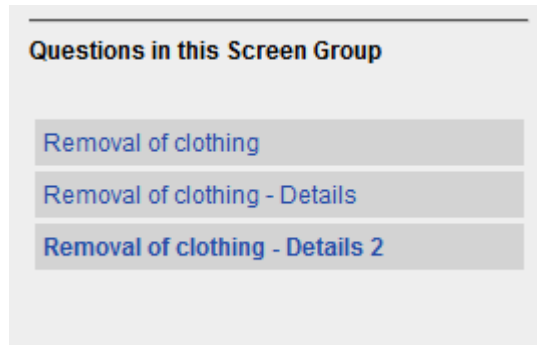 Questions in this Screen Group
Removal of clothing
Removal of clothing - Details
Removal of clothing - Details 2